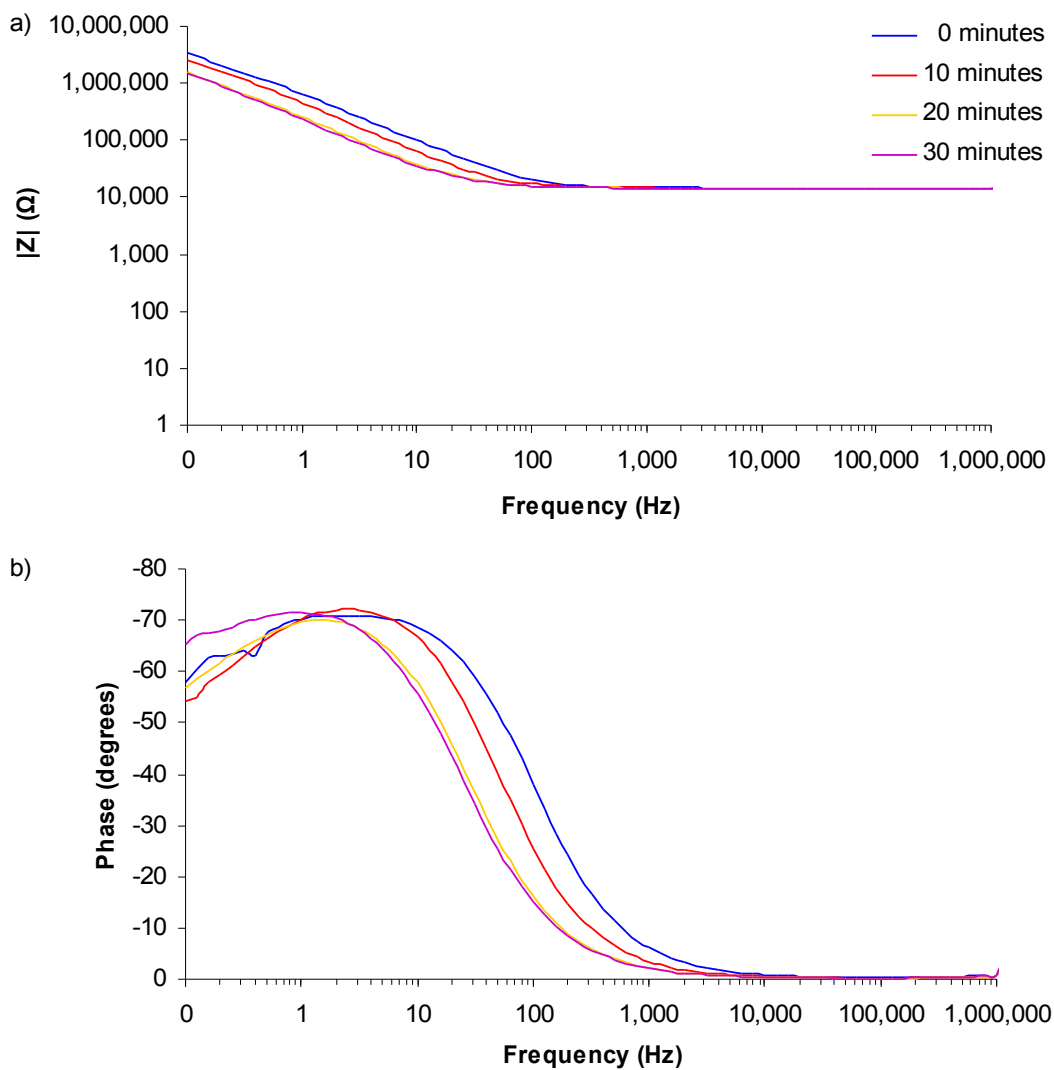 a)
10,000,000
1,000,000
100,000
10,000
1,000
100
10
1
|Z| (Ω)
0 1 10 100 1,000 10,000 100,000 1,000,000
Frequency (Hz)
0 minutes
10 minutes
20 minutes
30 minutes
b)
-80
-70
-60
-50
-40
-30
-20
-10
0
Phase (degrees)
0 1 10 100 1,000 10,000 100,000 1,000,000
Frequency (Hz)